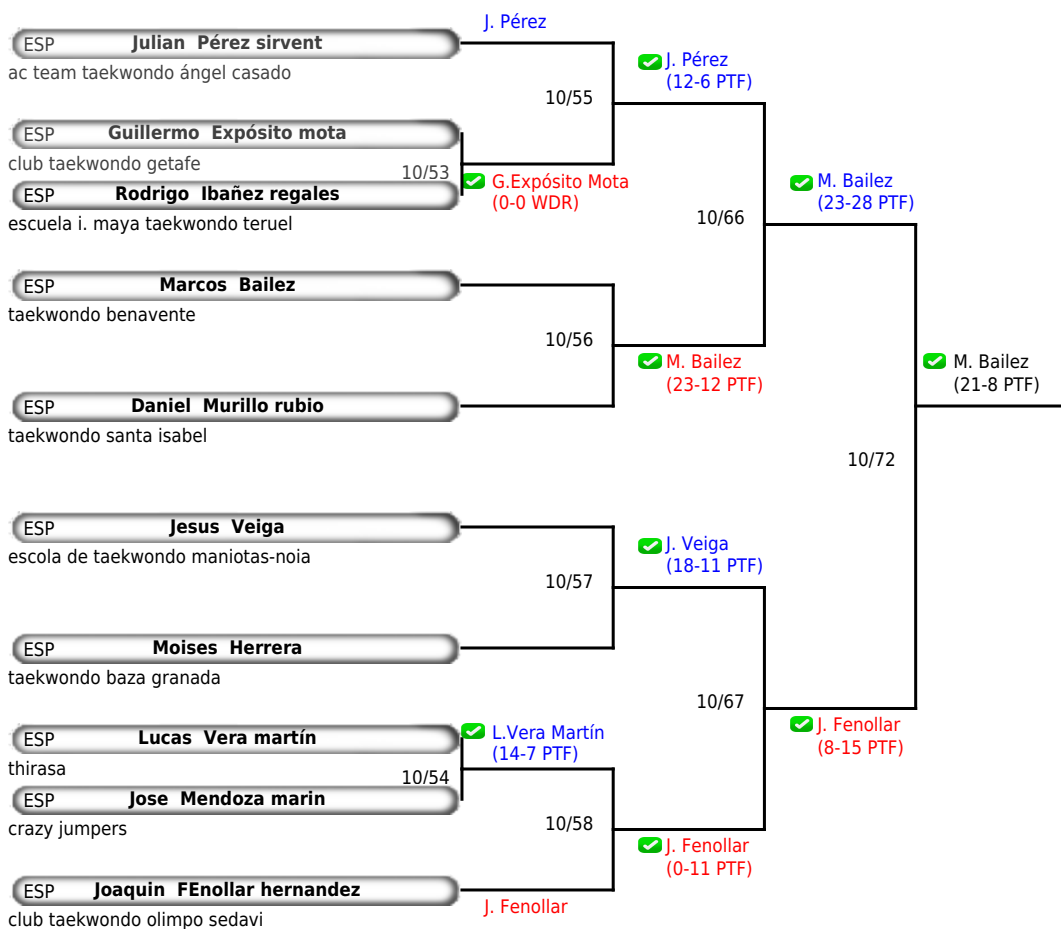 J. Pérez
ESP Julian Pérez sirvent
ac team taekwondo ángel casado
J. Pérez
(12-6 PTF)
10/55
ESP Guillermo Expósito mota
club taekwondo getafe
10/53
G.Expósito Mota
(0-0 WDR)
ESP Rodrigo Ibañez regales
escuela i. maya taekwondo teruel
M. Bailez
(23-28 PTF)
10/66
ESP Marcos Bailez
taekwondo benavente
10/56
M. Bailez
(23-12 PTF)
M. Bailez
(21-8 PTF)
ESP Daniel Murillo rubio
taekwondo santa isabel
10/72
ESP Jesus Veiga
escola de taekwondo maniotas-noia
J. Veiga
(18-11 PTF)
10/57
ESP Moises Herrera
taekwondo baza granada
10/67
J. Fenollar
(8-15 PTF)
ESP Lucas Vera martín
thirasa
L.Vera Martín
(14-7 PTF)
10/54
ESP Jose Mendoza marin
crazy jumpers
10/58
J. Fenollar
(0-11 PTF)
ESP Joaquin FEnollar hernandez
club taekwondo olimpo sedavi
J. Fenollar